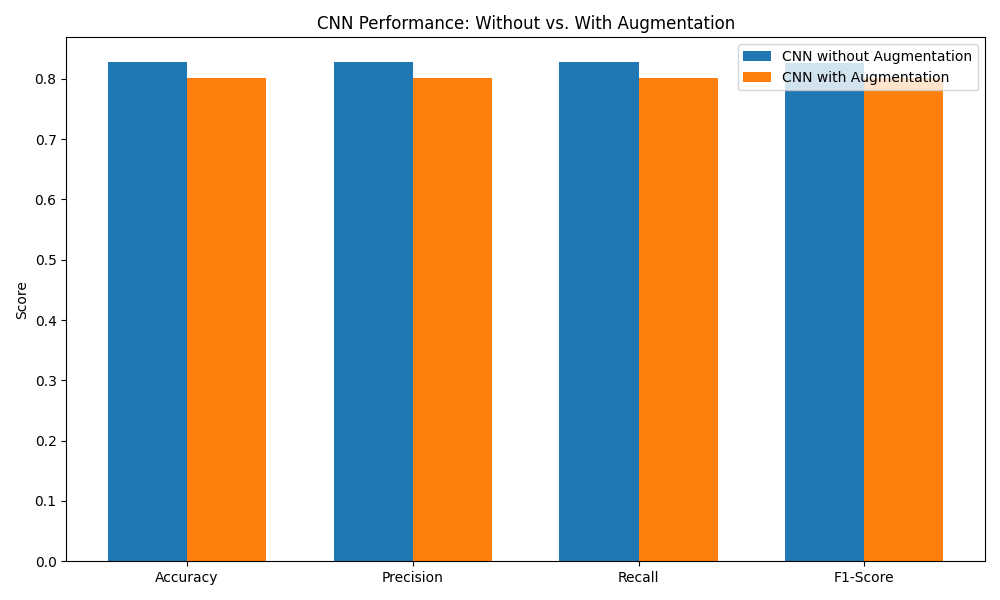 CNN Performance: Without vs. With Augmentation
CNN without Augmentation
CNN with Augmentation
Score
0.8
0.7
0.6
0.5
0.4
0.3
0.2
0.1
0.0
Accuracy
Precision
Recall
F1-Score